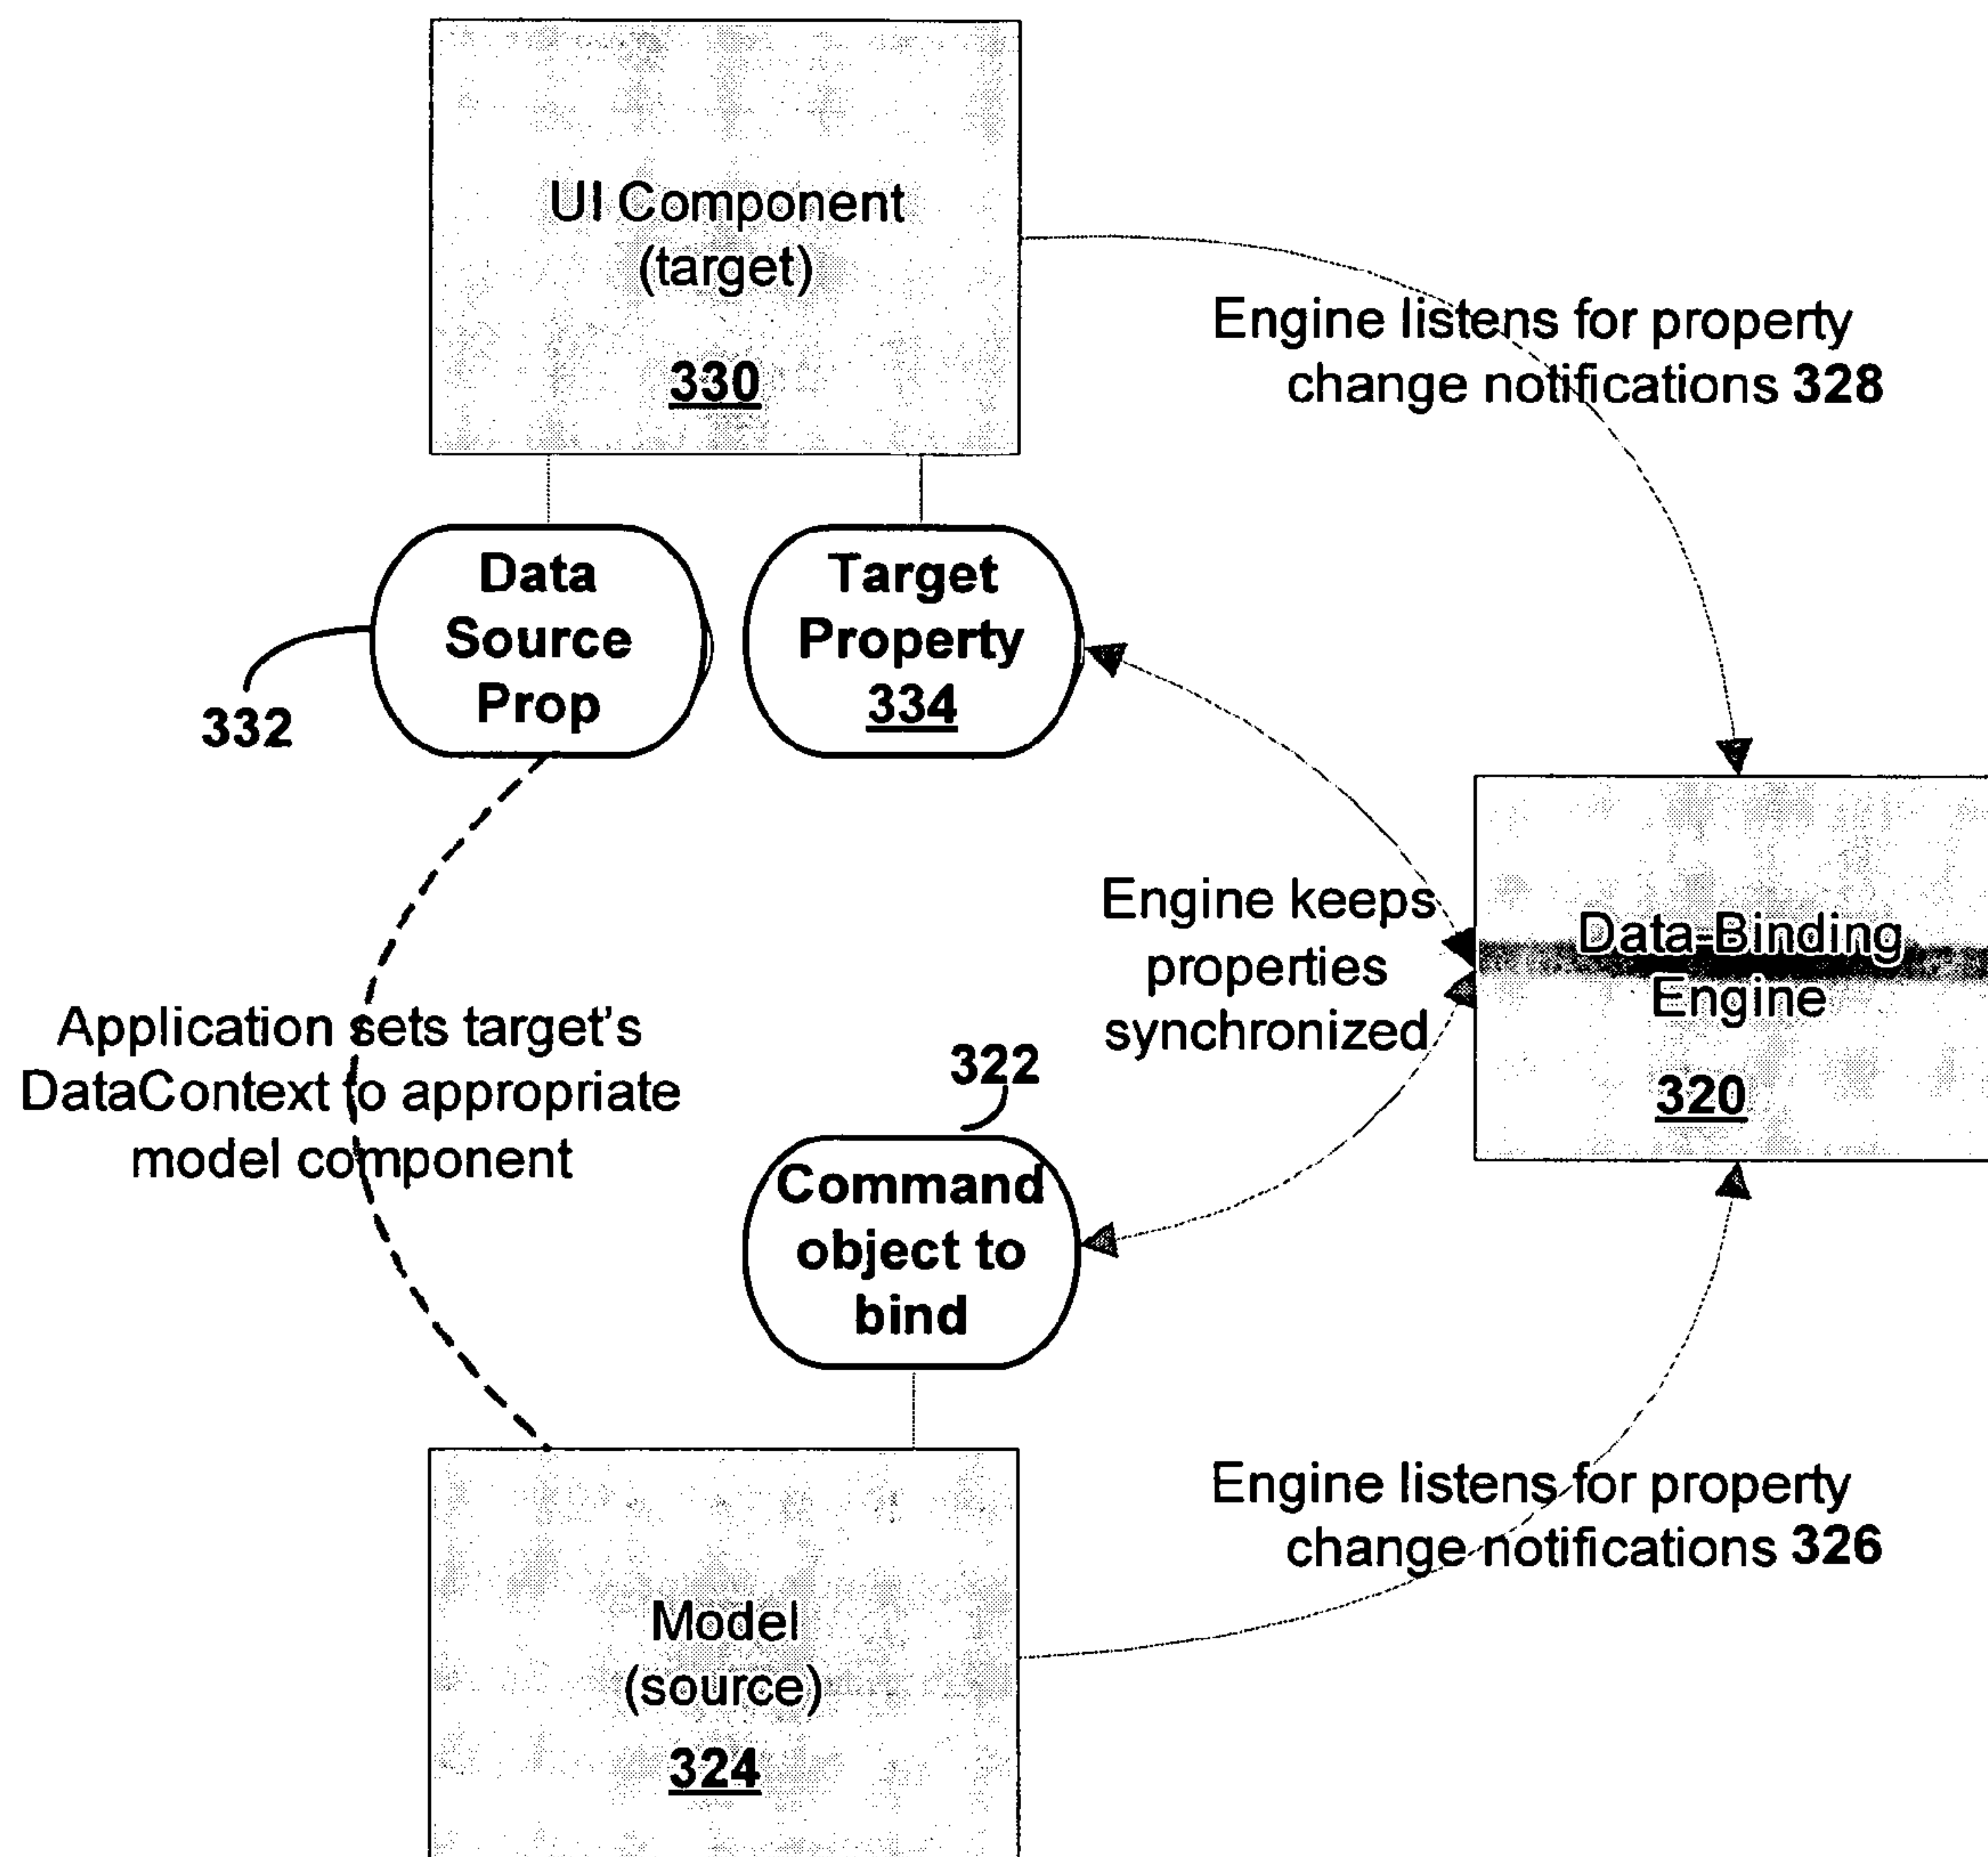 UI Component
(target)
330
Engine listens for property
change notifications 328
Data
Source
Prop
332
Target
Property
334
Engine keeps
properties
synchronized
Data-Binding
Engine
320
Application sets target's
DataContext to appropriate
model component
322
Command
object to
bind
Engine listens for property
change notifications 326
Model
(source)
324